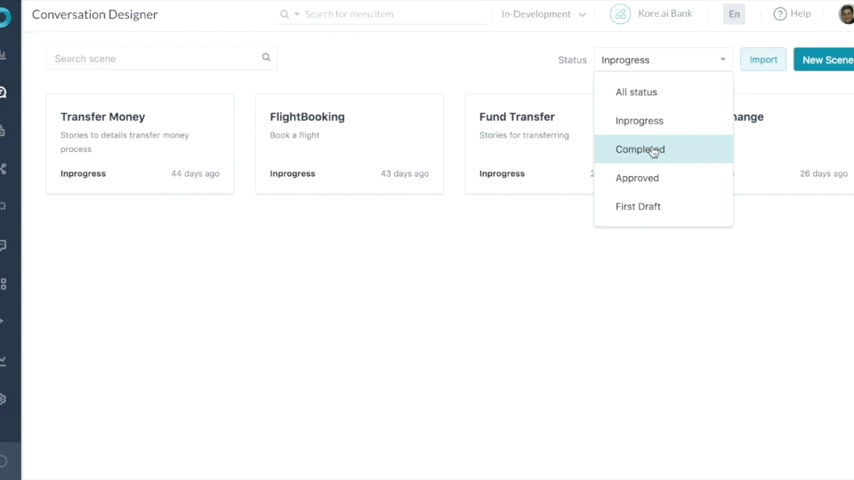 Conversation Designer
Search for menu item
In-Development
Kore.ai Bank
En
Help
Search scene
Status
Inprogress
Import
New Scene
All status
Inprogress
Completed
Approved
First Draft
Transfer Money
Stories to details transfer money
process
Inprogress
44 days ago
FlightBooking
Book a flight
Inprogress
43 days ago
Fund Transfer
Stories for transferring
Inprogress
26 days ago